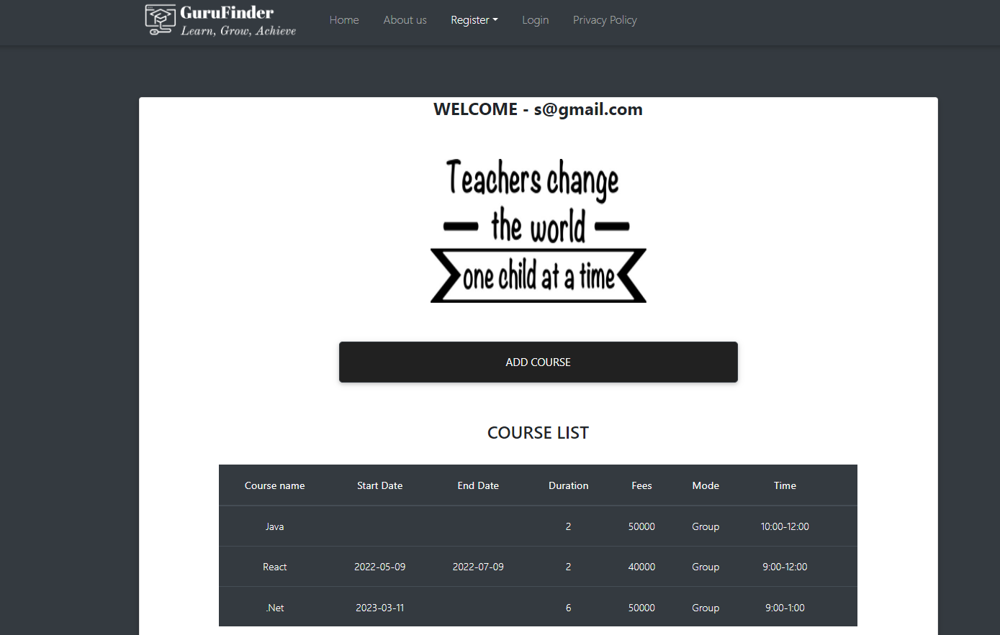 GuruFinder
Learn, Grow, Achieve
Home About us Register Login Privacy Policy
WELCOME - s@gmail.com
Teachers change
the world
one child at a time
ADD COURSE
COURSE LIST
Course name Start Date End Date Duration Fees Mode Time
Java 2 50000 Group 10:00-12:00
React 2022-05-09 2022-07-09 2 40000 Group 9:00-12:00
.Net 2023-03-11 6 50000 Group 9:00-1:00